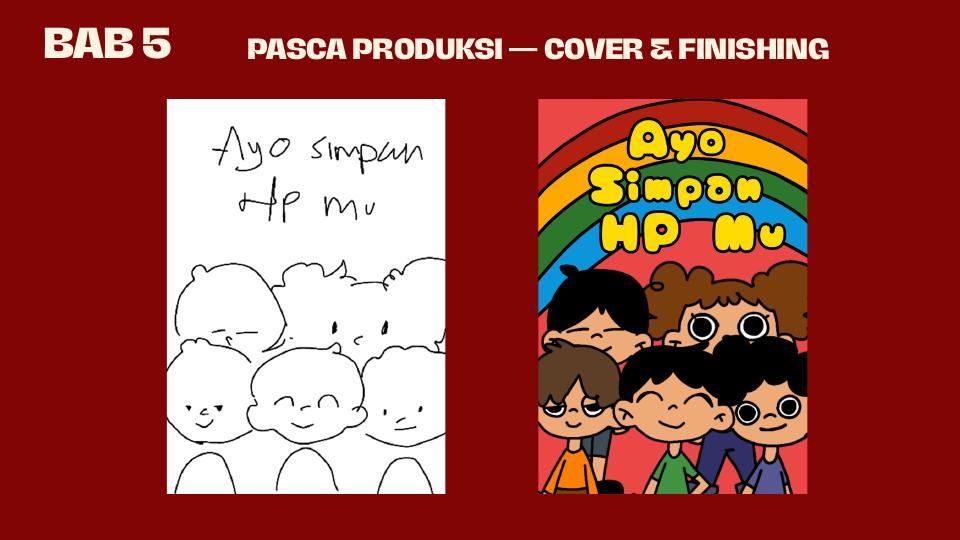 BAB 5
PASCA PRODUKSI — COVER & FINISHING
Ayo simpan
HP mu
Ayo
Simpan
HP Mu